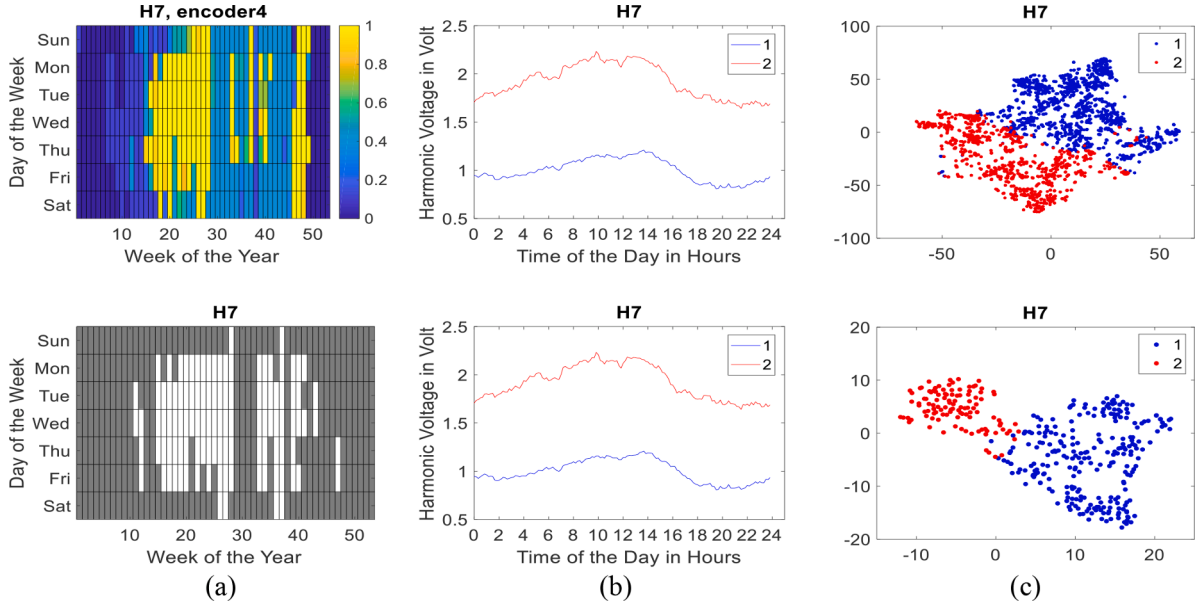 H7, encoder4
Day of the Week
Sun
Mon
Tue
Wed
Thu
Fri
Sat
1
0.8
0.6
0.4
0.2
0
10 20 30 40 50
Week of the Year
H7
Harmonic Voltage in Volt
2.5
2
1.5
1
0.5
1
2
0 2 4 6 8 10 12 14 16 18 20 22 24
Time of the Day in Hours
H7
100
50
0
-50
-100
1
2
-50 0 50
H7
Day of the Week
Sun
Mon
Tue
Wed
Thu
Fri
Sat
10 20 30 40 50
Week of the Year
H7
Harmonic Voltage in Volt
2.5
2
1.5
1
0.5
1
2
0 2 4 6 8 10 12 14 16 18 20 22 24
Time of the Day in Hours
H7
20
10
0
-10
-20
1
2
-10 0 10 20
(a) (b) (c)